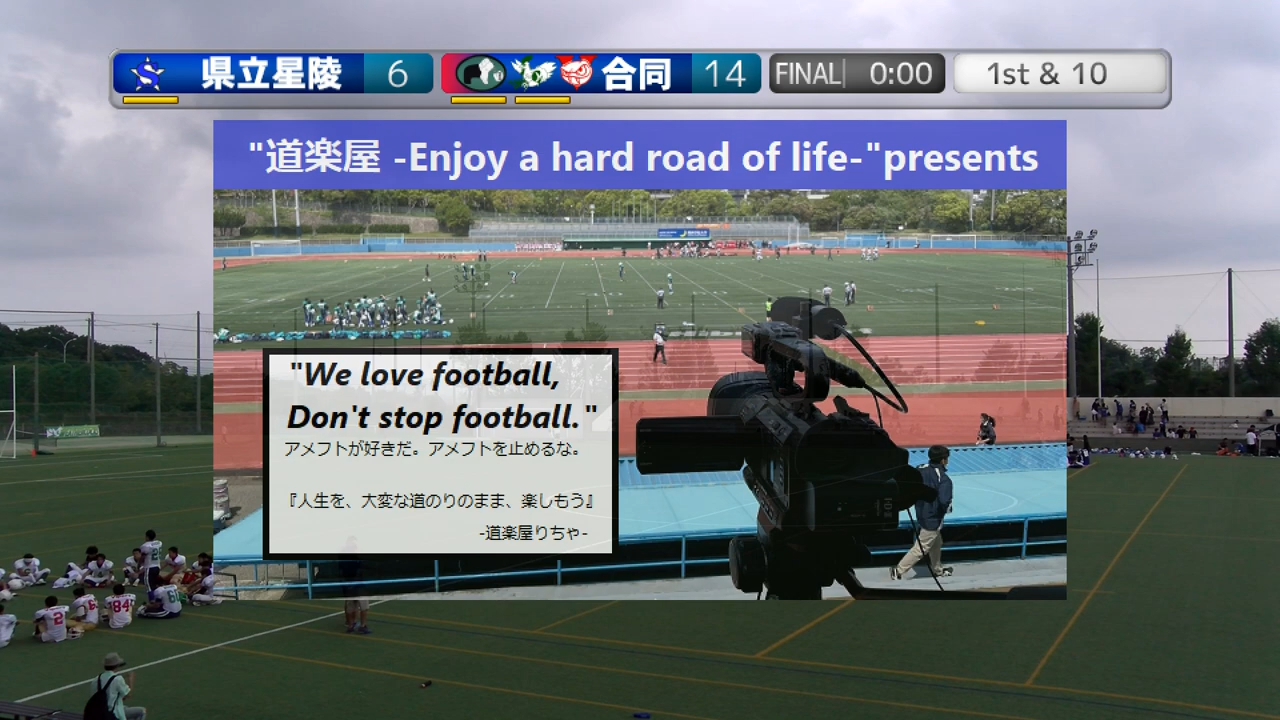 県立星陵 6 合同 14 FINAL 0:00 1st & 10
"道楽屋 -Enjoy a hard road of life-"presents
"We love football,
Don't stop football."
アメフトが好きだ。アメフトを止めるな。
『人生を、大変な道のりのまま、楽しもう』
-道楽屋りちゃ-
2
84